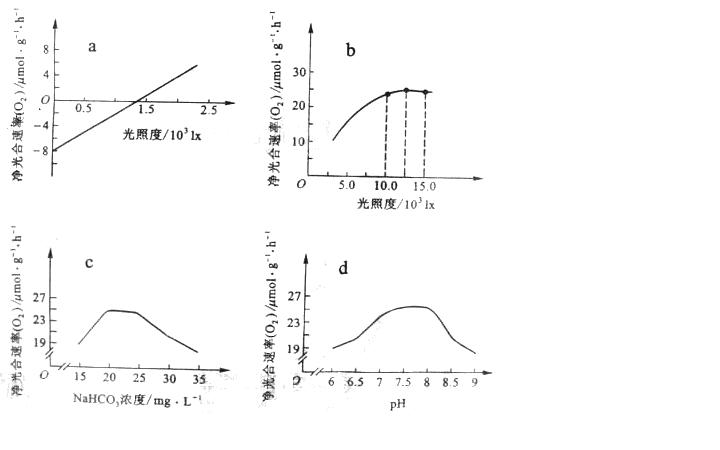 净光合速率(O₂)/μmol·g⁻¹·h⁻¹
a
8
4
O
0.5
1.5
2.5
-4
-8
光照度/10³lx
净光合速率(O₂)/μmol·g⁻¹·h⁻¹
b
30
20
10
O
5.0
10.0
15.0
光照度/10³lx
净光合速率(O₂)/μmol·g⁻¹·h⁻¹
c
27
23
19
O
15
20
25
30
35
NaHCO₃浓度/mg·L⁻¹
净光合速率(O₂)/μmol·g⁻¹·h⁻¹
d
27
23
19
O
6
6.5
7
7.5
8
8.5
9
pH